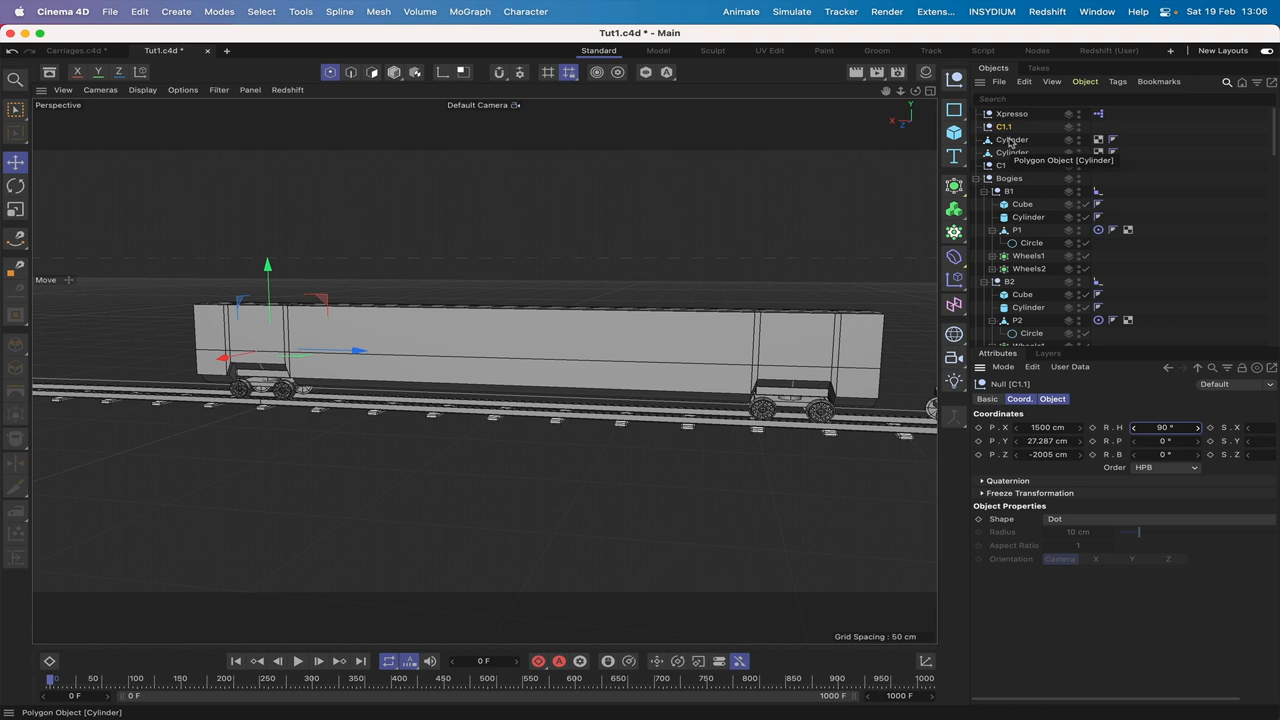 Cinema 4D File Edit Create Modes Select Tools Spline Mesh Volume MoGraph Character Animate Simulate Tracker Render Extens... INSYDIUM Redshift Window Help Sat 19 Feb 13:06
Tut1.c4d * - Main
Carriages.c4d * Tut1.c4d * × + Standard Model Sculpt UV Edit Paint Groom Track Script Nodes Redshift (User) + New Layouts
X Y Z
Objects Takes
File Edit View Object Tags Bookmarks
View Cameras Display Options Filter Panel Redshift
Search
Perspective
Default Camera
Y
X
Z
Xpresso
C1.1
Cylinder
Cylinder
Polygon Object [Cylinder]
C1
Bogies
B1
Cube
Cylinder
P1
Circle
Wheels1
Wheels2
B2
Cube
Cylinder
P2
Circle
Move
Attributes Layers
Mode Edit User Data
Null [C1.1] Default
Basic Coord. Object
Coordinates
P . X 1500 cm R . H 90 ° S . X
P . Y 27.287 cm R . P 0 ° S . Y
P . Z -2005 cm R . B 0 ° S . Z
Order HPB
Quaternion
Freeze Transformation
Object Properties
Shape Dot
Radius 10 cm
Aspect Ratio 1
Orientation Camera X Y Z
Grid Spacing : 50 cm
0 F
0 50 100 150 200 250 300 350 400 450 500 550 600 650 700 750 800 850 900 950 1000
0 F 0 F 1000 F 1000 F
Polygon Object [Cylinder]